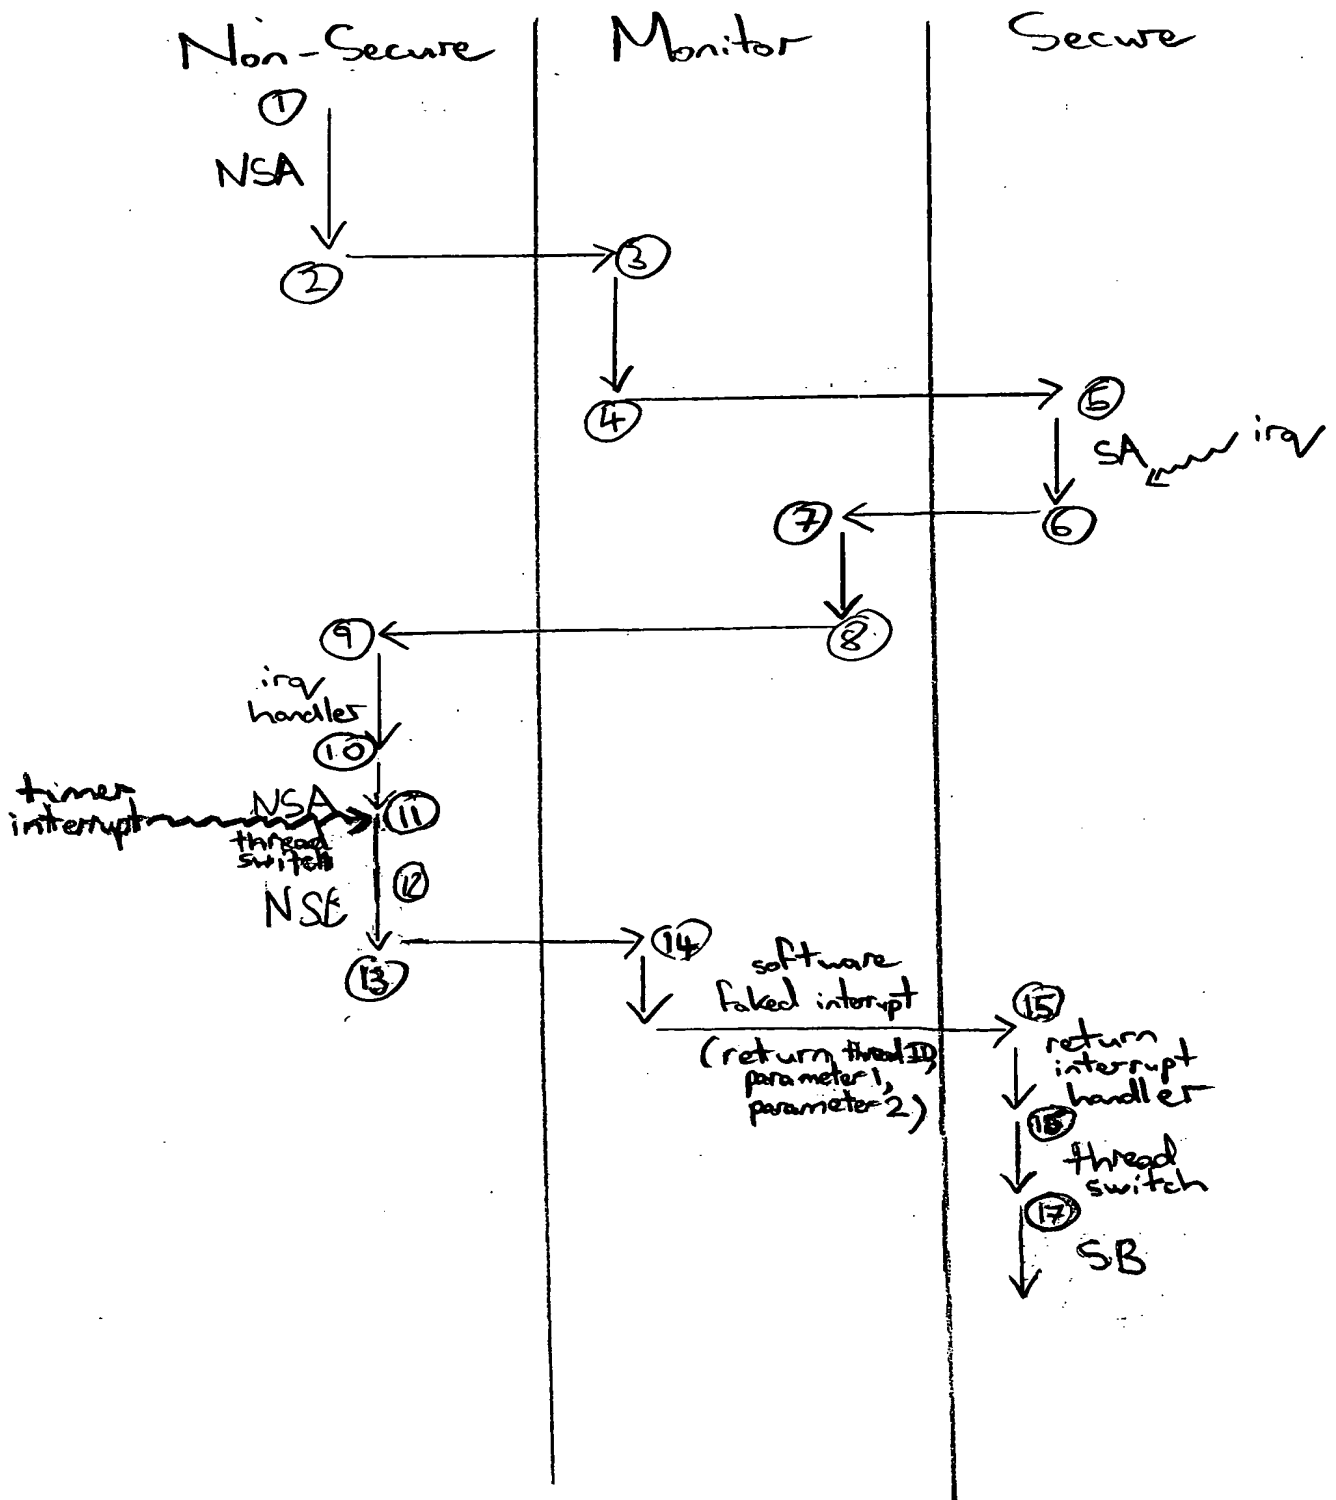 Non-Secure
Monitor
Secure
1
NSA
2
3
4
5
SA
irq
6
7
8
9
irq
handler
10
timer
interrupt
NSA
11
thread
switch
12
13
14
software
faked interrupt
(return, thread ID,
parameter 1,
parameter 2)
15
return
interrupt
handler
16
thread
switch
17
SB